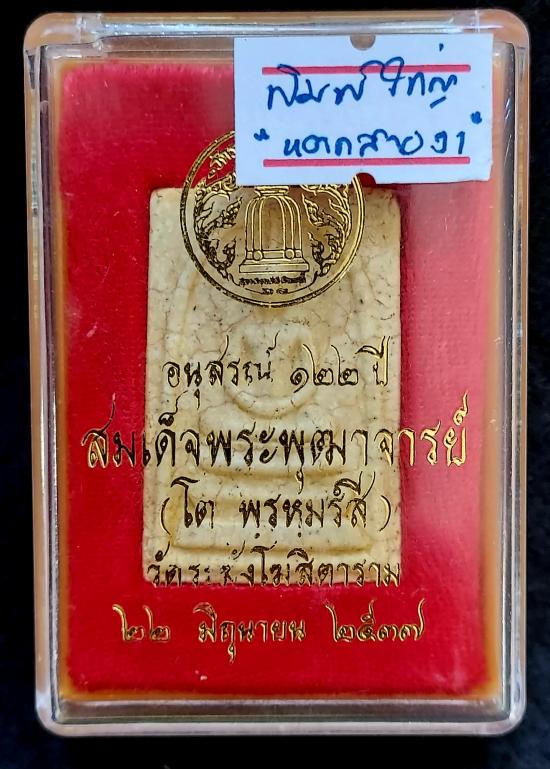 พิมพ์ใหญ่
"แตกลายงา"
อนุสรณ์ ๑๒๒ ปี
สมเด็จพระพุฒาจารย์
(โต พฺรหฺมรํสี)
วัดระฆังโฆสิตาราม
๒๒ มิถุนายน ๒๕๓๗